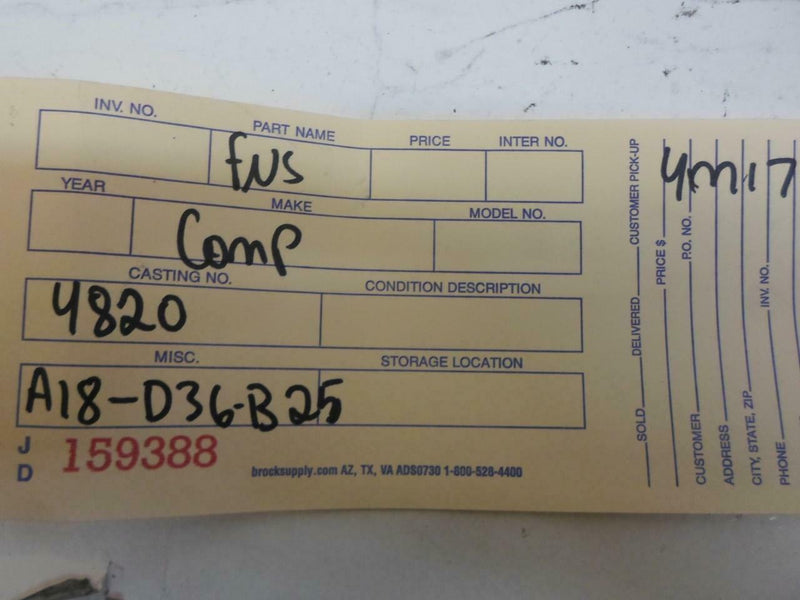 INV. NO. PART NAME PRICE INTER NO.
FNS
YEAR MAKE MODEL NO.
Comp
CASTING NO. CONDITION DESCRIPTION
4820
MISC. STORAGE LOCATION
A18-D36-B25
J D 159388
brocksupply.com AZ, TX, VA ADS0730 1-800-528-4400
SOLD DELIVERED CUSTOMER PICK-UP
PRICE $
CUSTOMER P.O. NO.
ADDRESS
CITY, STATE, ZIP
PHONE INV. NO.
4m17